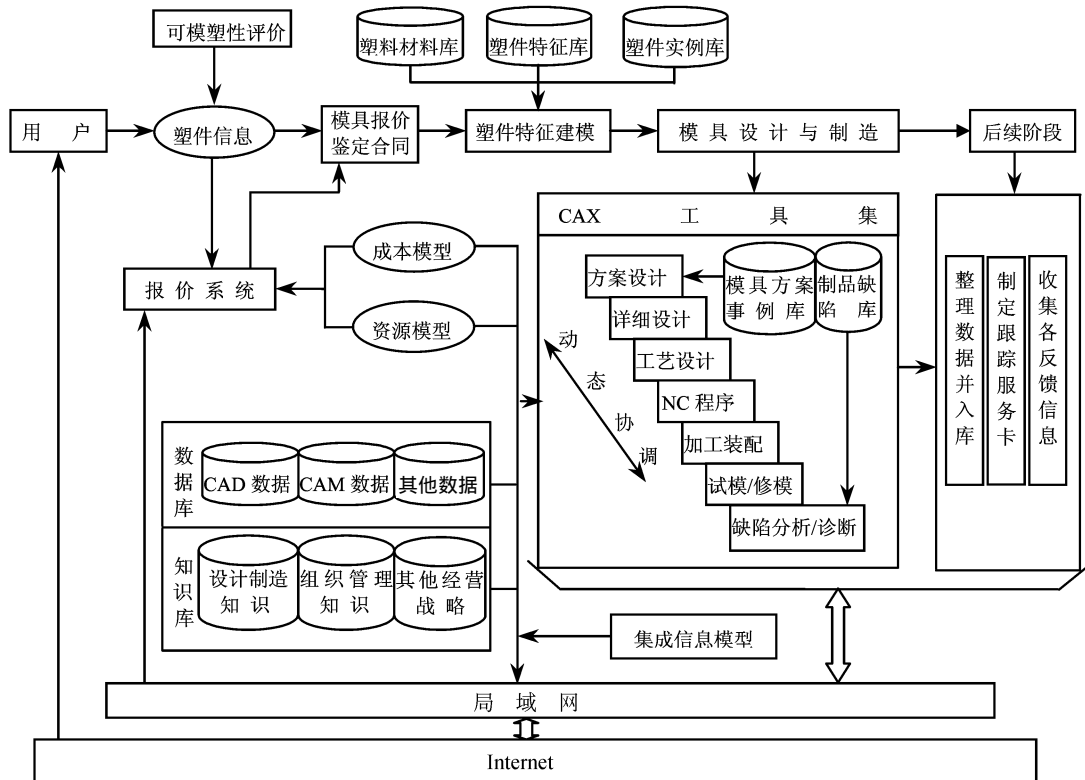 可模塑性评价
塑料材料库
塑件特征库
塑件实例库
用 户
塑件信息
模具报价
鉴定合同
塑件特征建模
模具设计与制造
后续阶段
CAX 工具集
成本模型
报价系统
资源模型
方案设计
模具方案
事例库
制品缺
陷库
详细设计
工艺设计
NC 程序
加工装配
试模/修模
缺陷分析/诊断
动态协调
整理数据并入库
制定跟踪服务卡
收集各反馈信息
数据库
CAD 数据
CAM 数据
其他数据
知识库
设计制造
知识
组织管理
知识
其他经营
战略
集成信息模型
局域网
Internet